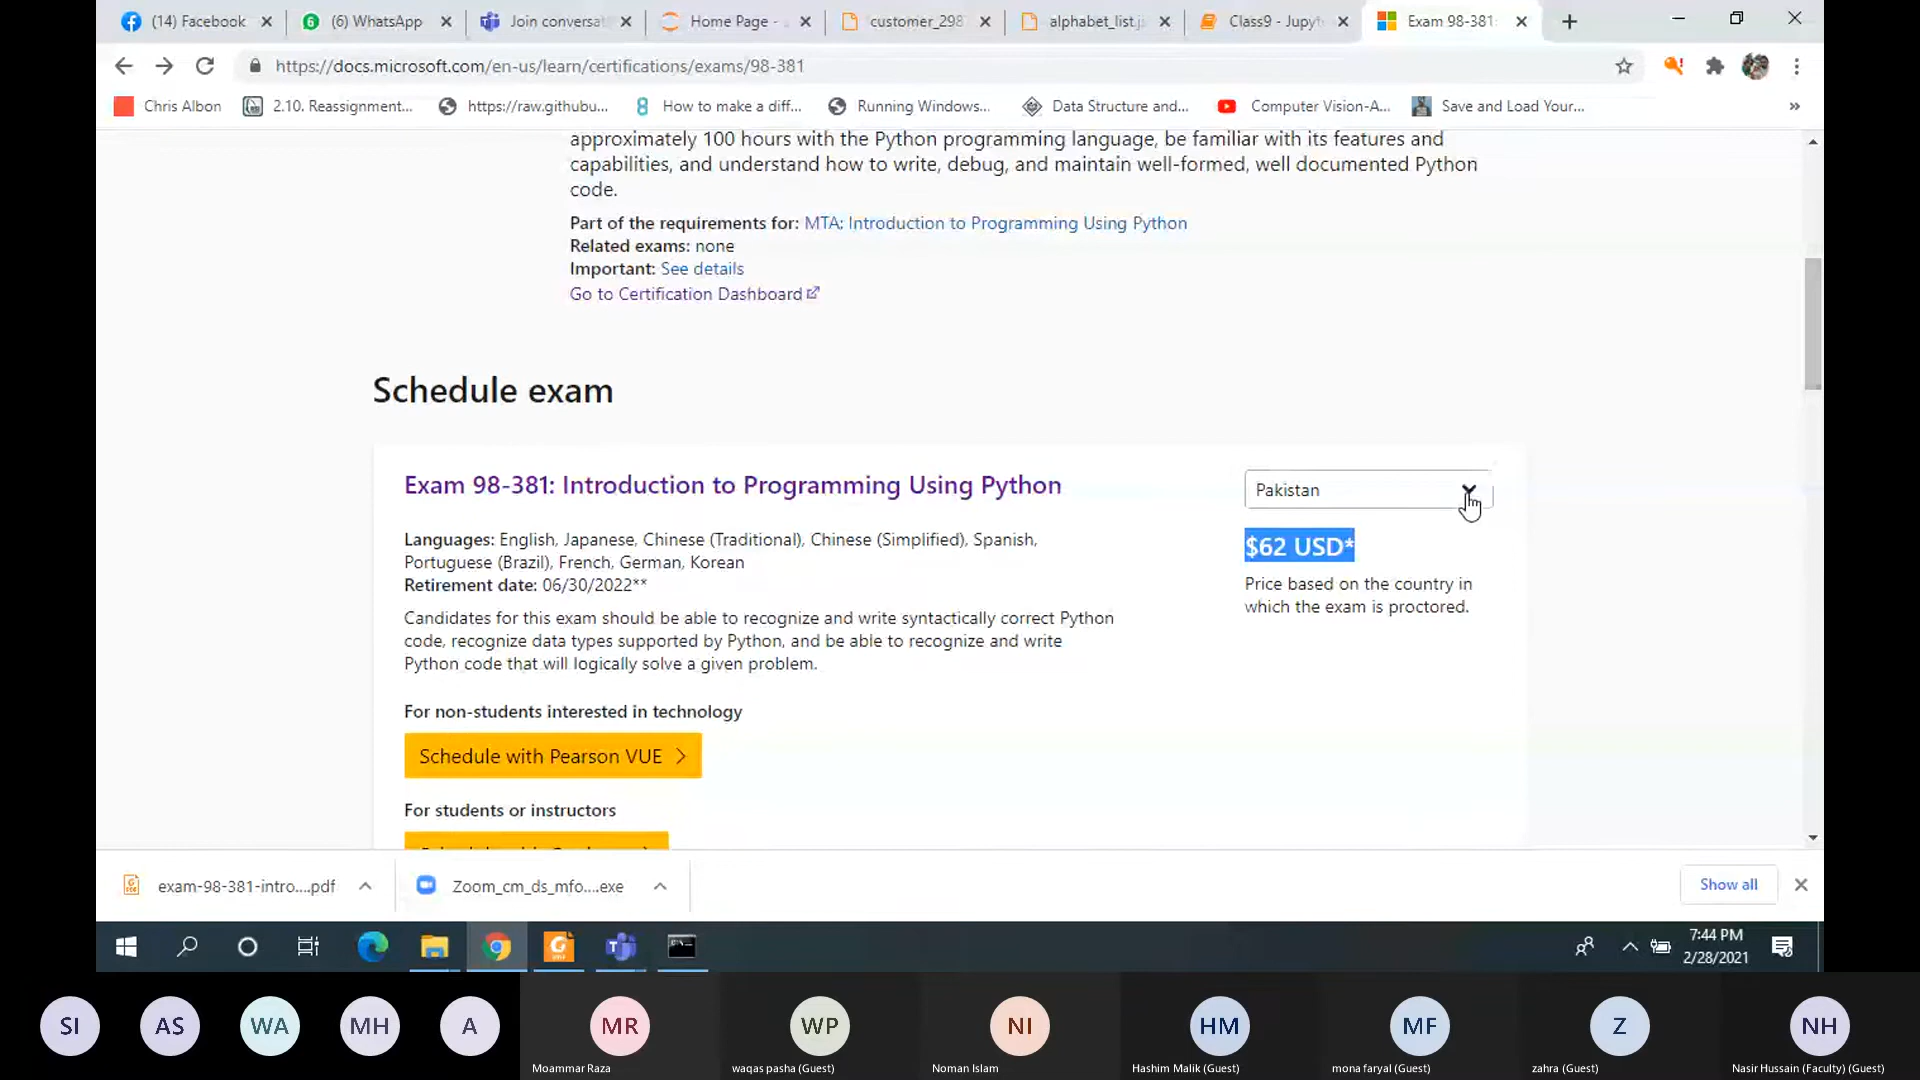 (14) Facebook
(6) WhatsApp
Join conversat
Home Page -
customer_298
alphabet_list.js
Class9 - Jupyt
Exam 98-381:
https://docs.microsoft.com/en-us/learn/certifications/exams/98-381
Chris Albon
2.10. Reassignment...
https://raw.githubu...
How to make a diff...
Running Windows...
Data Structure and...
Computer Vision-A...
Save and Load Your...
»
approximately 100 hours with the Python programming language, be familiar with its features and
capabilities, and understand how to write, debug, and maintain well-formed, well documented Python
code.
Part of the requirements for: MTA: Introduction to Programming Using Python
Related exams: none
Important: See details
Go to Certification Dashboard
Schedule exam
Exam 98-381: Introduction to Programming Using Python
Pakistan
$62 USD*
Price based on the country in
which the exam is proctored.
Languages: English, Japanese, Chinese (Traditional), Chinese (Simplified), Spanish,
Portuguese (Brazil), French, German, Korean
Retirement date: 06/30/2022**
Candidates for this exam should be able to recognize and write syntactically correct Python
code, recognize data types supported by Python, and be able to recognize and write
Python code that will logically solve a given problem.
For non-students interested in technology
Schedule with Pearson VUE
For students or instructors
exam-98-381-intro....pdf
Zoom_cm_ds_mfo....exe
Show all
7:44 PM
2/28/2021
SI
AS
WA
MH
A
MR
WP
NI
HM
MF
Z
NH
Moammar Raza
waqas pasha (Guest)
Noman Islam
Hashim Malik (Guest)
mona faryal (Guest)
zahra (Guest)
Nasir Hussain (Faculty) (Guest)